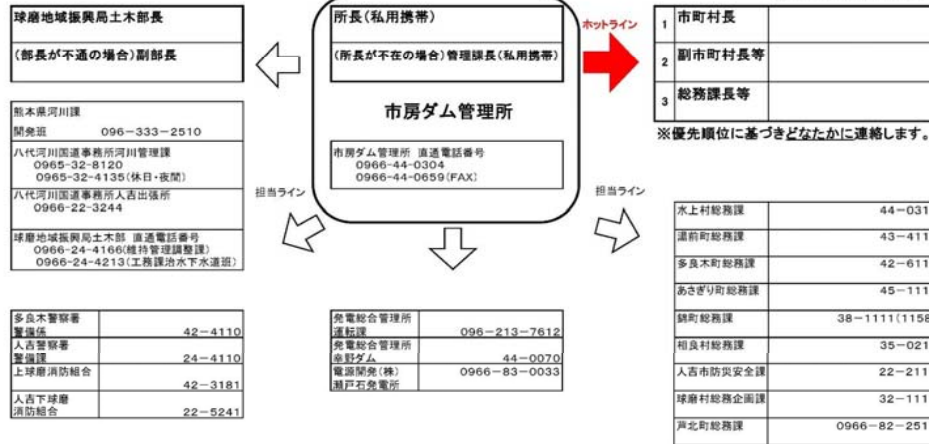 球磨地域振興局土木部長
(部長が不通の場合)副部長
所長(私用携帯)
(所長が不在の場合)管理課長(私用携帯)
市房ダム管理所
市房ダム管理所 直通電話番号
0966-44-0304
0966-44-0659(FAX)
ホットライン
1 市町村長
2 副市町村長等
3 総務課長等
※優先順位に基づきどなたかに連絡します。
熊本県河川課
開発班 096-333-2510
八代河川国道事務所河川管理課
0965-32-8120
0965-32-4135(休日・夜間)
八代河川国道事務所人吉出張所
0966-22-3244
球磨地域振興局土木部 直通電話番号
0966-24-4166(維持管理調整課)
0966-24-4213(工務課治水下水道班)
担当ライン
担当ライン
多良木警察署
警備係 42-4110
人吉警察署
警備課 24-4110
上球磨消防組合
42-3181
人吉下球磨
消防組合 22-5241
発電総合管理所
運転課 096-213-7612
発電総合管理所
幸野ダム 44-0070
電源開発(株) 0966-83-0033
瀬戸石発電所
水上村総務課 44-031
湯前町総務課 43-411
多良木町総務課 42-611
あさぎり町総務課 45-111
錦町総務課 38-1111(1158
相良村総務課 35-021
人吉市防災安全課 22-211
球磨村総務企画課 32-111
芦北町総務課 0966-82-251